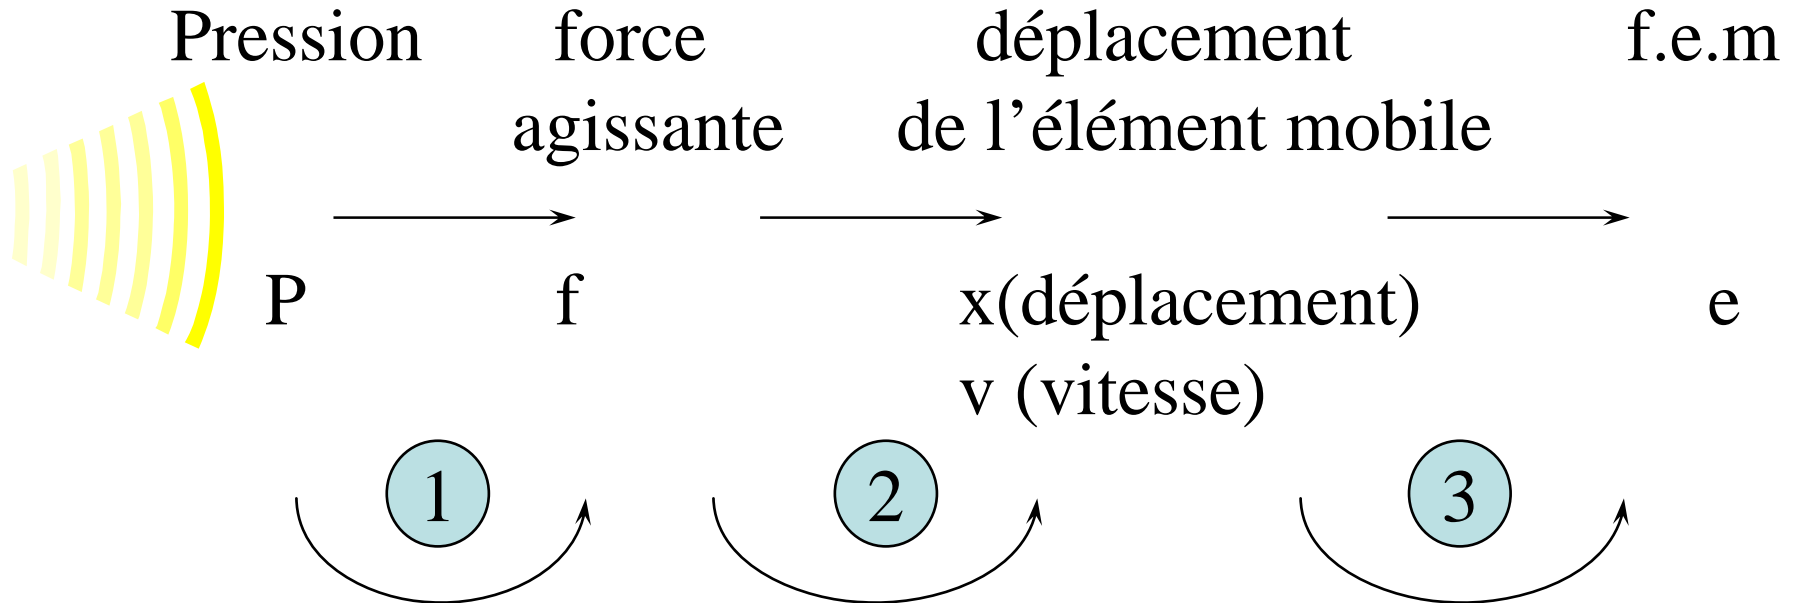 Pression force déplacement f.e.m
agissante de l’élément mobile
P f x(déplacement) e
v (vitesse)
1 2 3